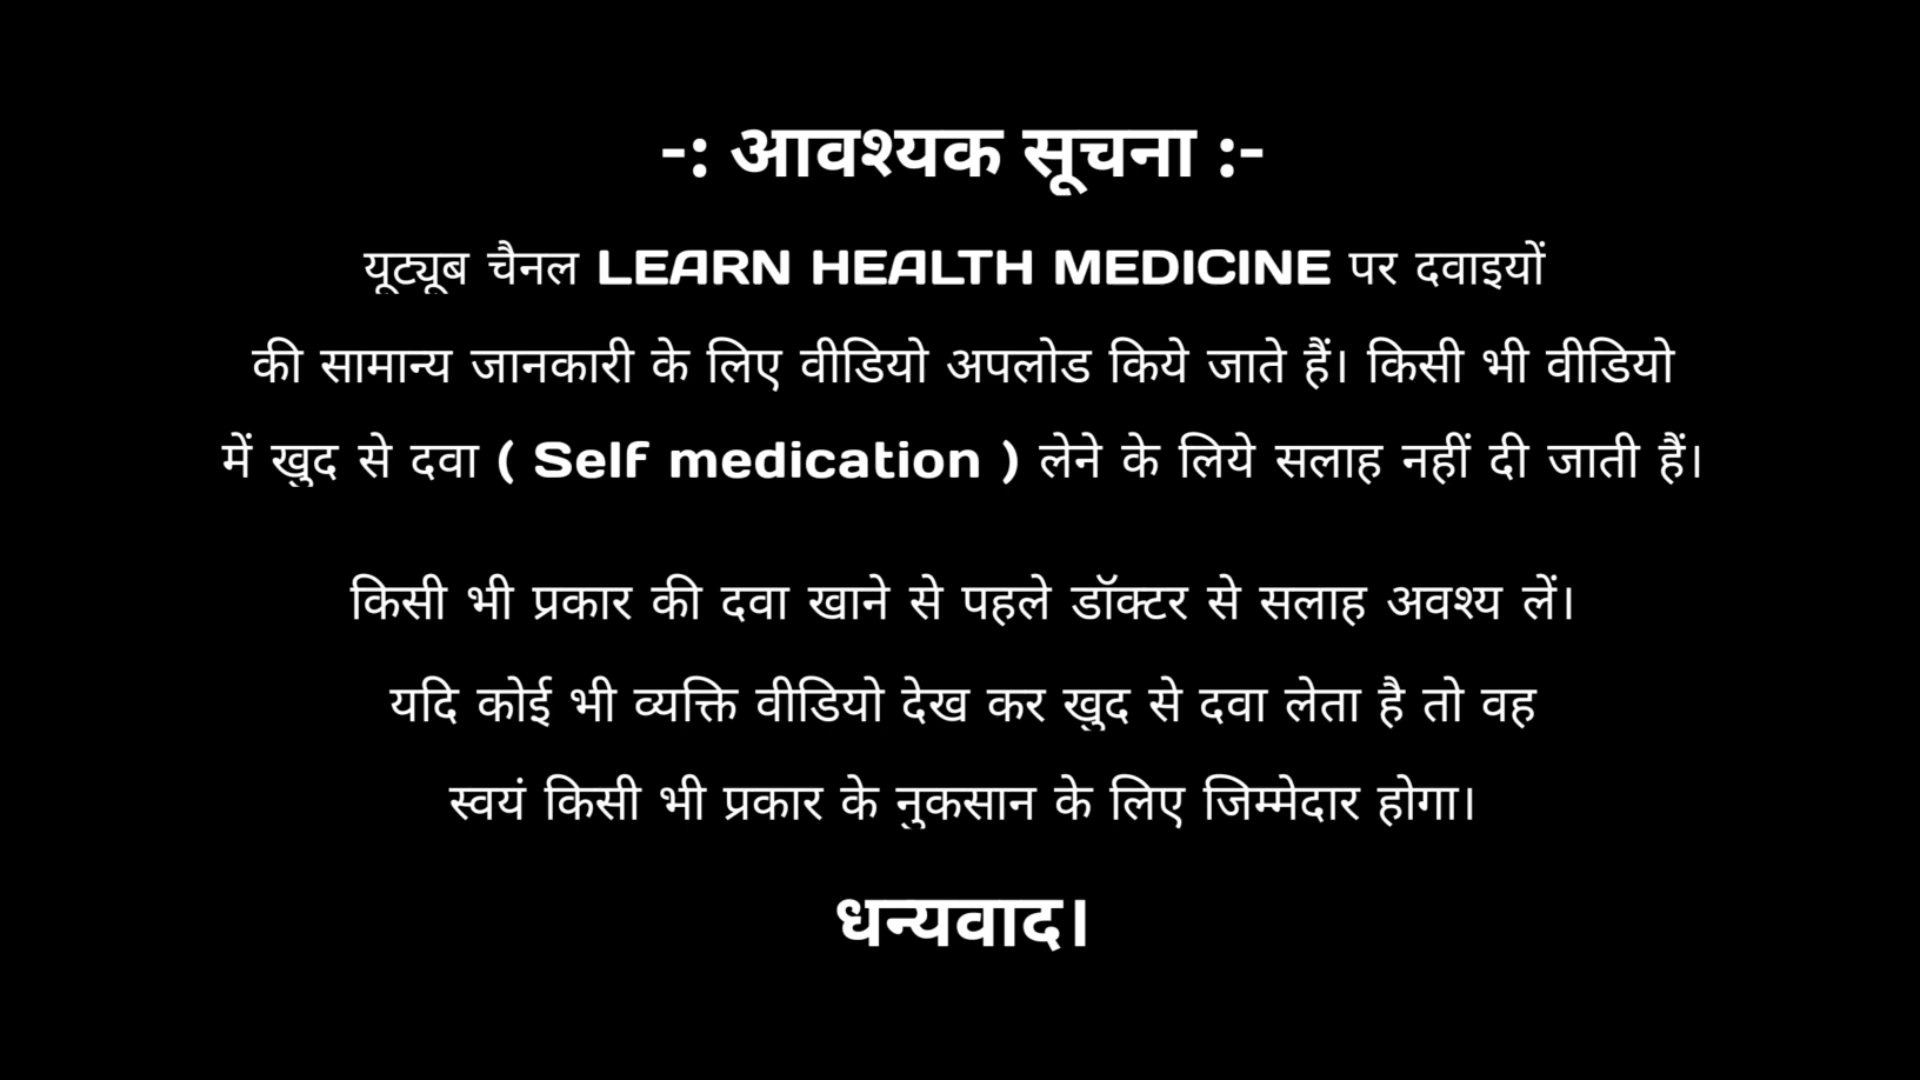 -: आवश्यक सूचना :-
यूट्यूब चैनल LEARN HEALTH MEDICINE पर दवाइयों
की सामान्य जानकारी के लिए वीडियो अपलोड किये जाते हैं। किसी भी वीडियो
में खुद से दवा ( Self medication ) लेने के लिये सलाह नहीं दी जाती हैं।
किसी भी प्रकार की दवा खाने से पहले डॉक्टर से सलाह अवश्य लें।
यदि कोई भी व्यक्ति वीडियो देख कर खुद से दवा लेता है तो वह
स्वयं किसी भी प्रकार के नुकसान के लिए जिम्मेदार होगा।
धन्यवाद।